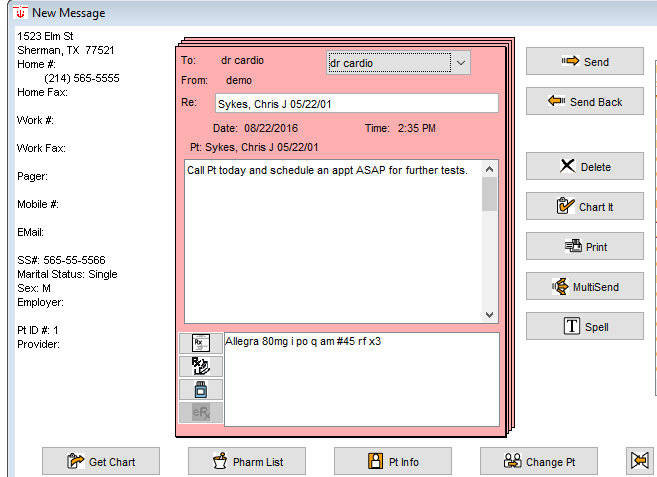 New Message
1523 Elm St
Sherman, TX  77521
Home #:
(214) 565-5555
Home Fax:
Work #:
Work Fax:
Pager:
Mobile #:
EMail:
SS#: 565-55-5566
Marital Status: Single
Sex: M
Employer:
Pt ID #: 1
Provider:
To: dr cardio dr cardio
From: demo
Re: Sykes, Chris J 05/22/01
Date: 08/22/2016 Time: 2:35 PM
Pt: Sykes, Chris J 05/22/01
Call Pt today and schedule an appt ASAP for further tests.
Rx
Rx
eRx
Allegra 80mg i po q am #45 rf x3
Send
Send Back
Delete
Chart It
Print
MultiSend
T Spell
Get Chart
Pharm List
Pt Info
Change Pt